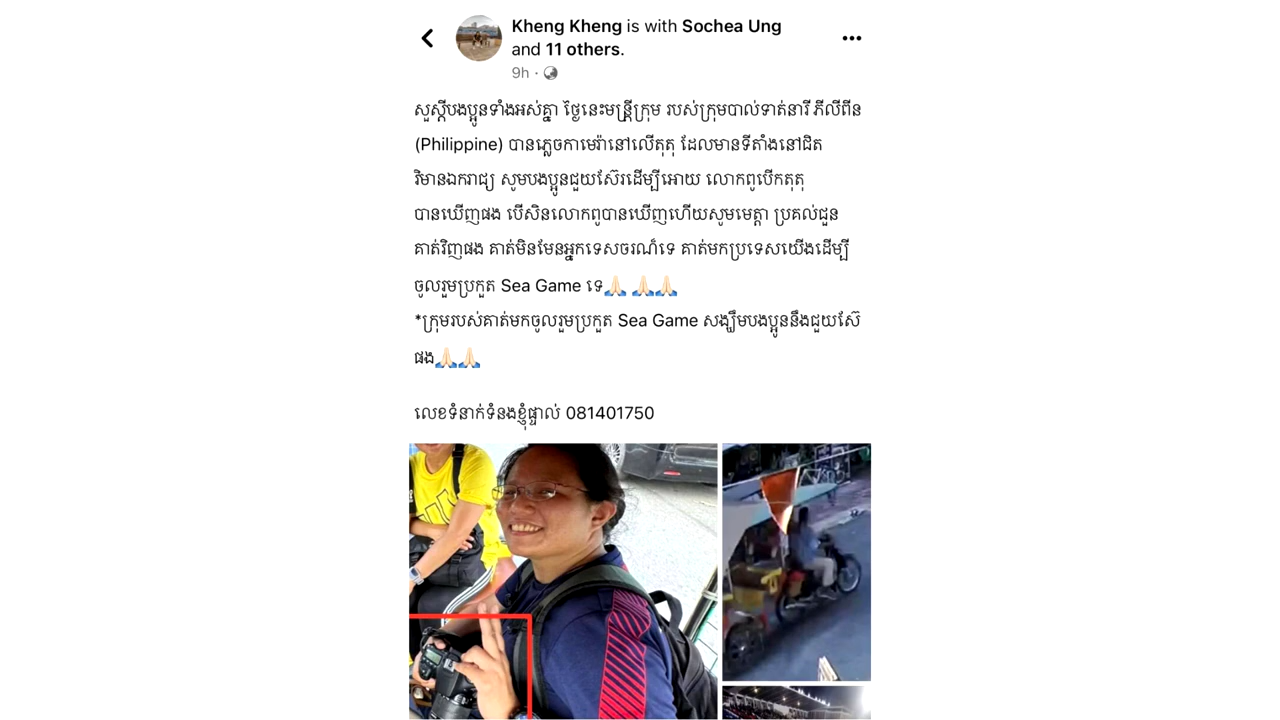 Kheng Kheng is with Sochea Ung
and 11 others.
9h ·
សួស្តីបងប្អូនទាំងអស់គ្នា ថ្ងៃនេះមន្ត្រីក្រុម របស់ក្រុមបាល់ទាត់នារី ភីលីពីន
(Philippine) បានភ្លេចកាមេរ៉ានៅលើតុតុ ដែលមានទីតាំងនៅជិត
វិមានឯករាជ្យ សូមបងប្អូនជួយស៊ែរដើម្បីអោយ លោកពូបើកតុតុ
បានឃើញផង បើសិនលោកពូបានឃើញហើយសូមមេត្តា ប្រគល់ជួន
គាត់វិញផង គាត់មិនមែនអ្នកទេសចរណ៍ទេ គាត់មកប្រទេសយើងដើម្បី
ចូលរួមប្រកួត Sea Game ទេ🙏🏻 🙏🏻🙏🏻
*ក្រុមរបស់គាត់មកចូលរួមប្រកួត Sea Game សង្ឃឹមបងប្អូននឹងជួយស៊ែ
ផង🙏🏻🙏🏻
លេខទំនាក់ទំនងខ្ញុំផ្ទាល់ 081401750